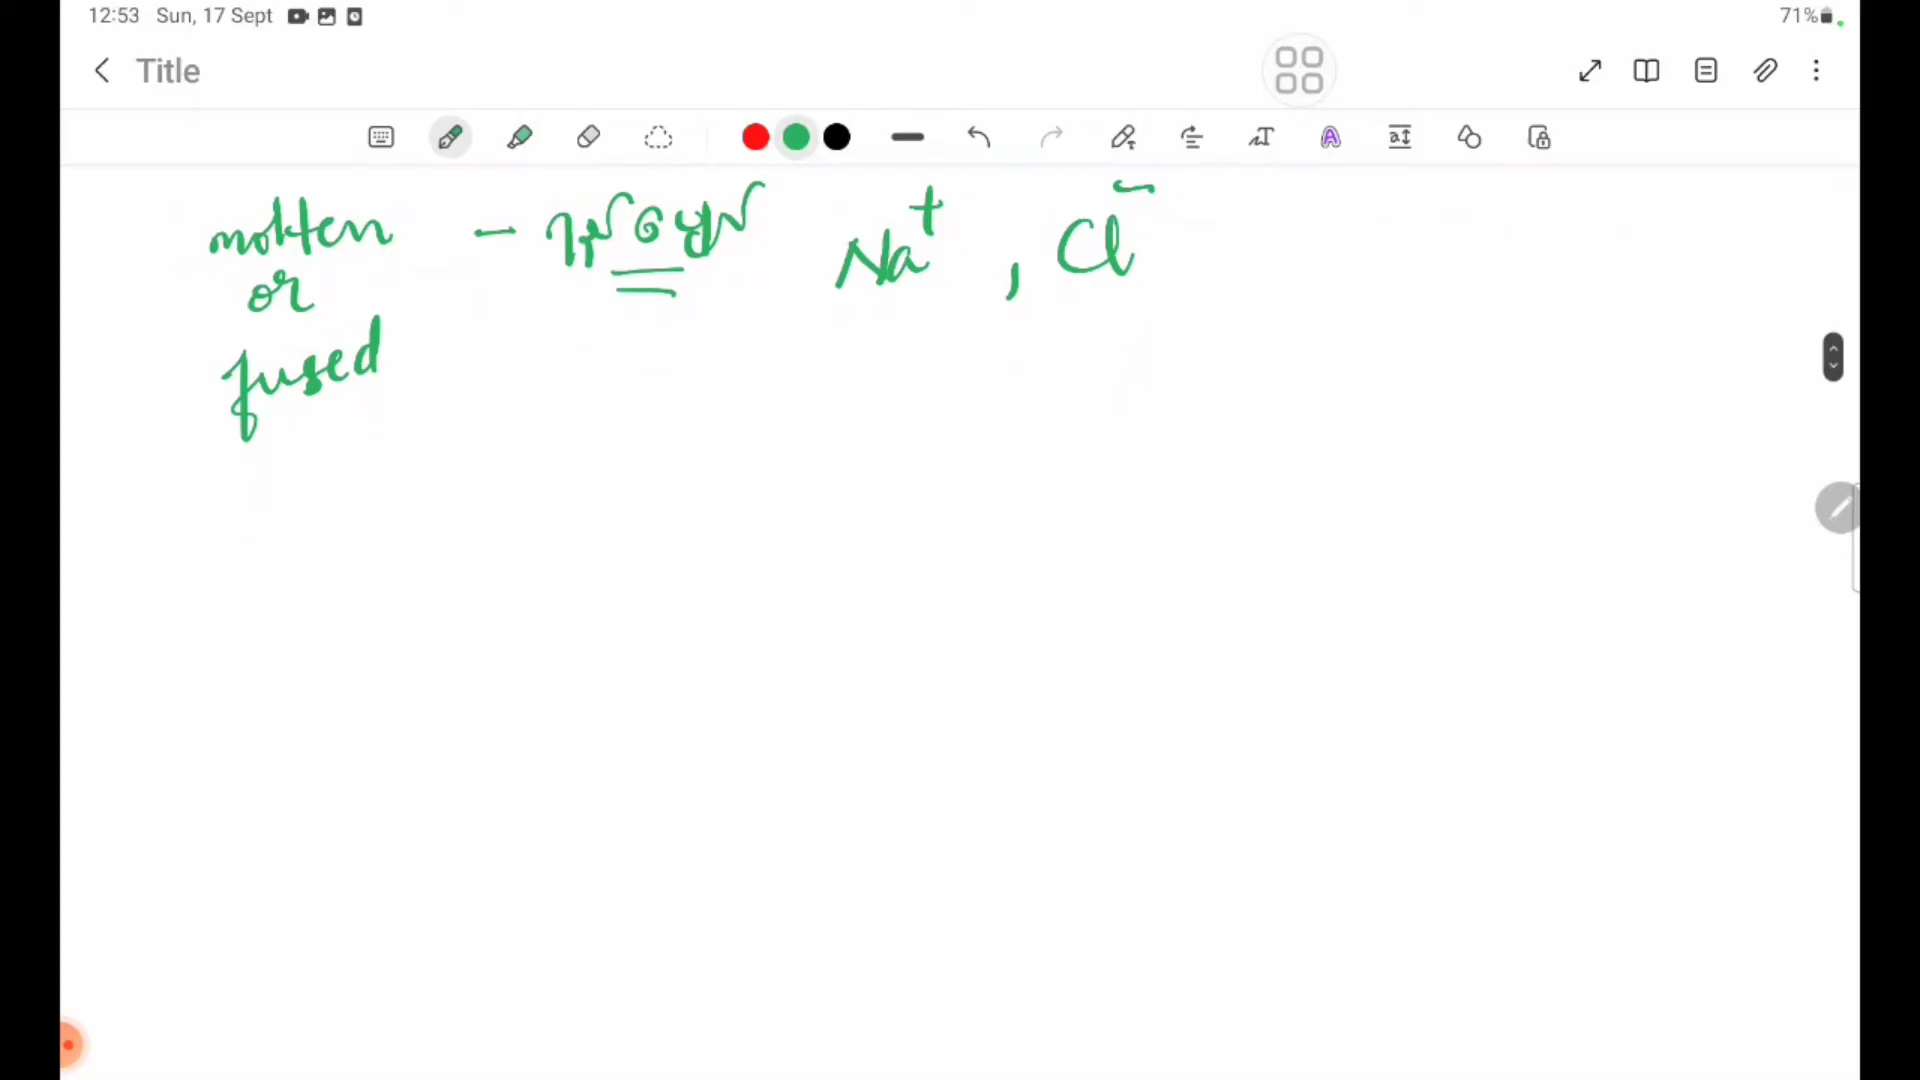 12:53 Sun, 17 Sept 71%
Title
molten – Na⁺ , Cl⁻
or
fused